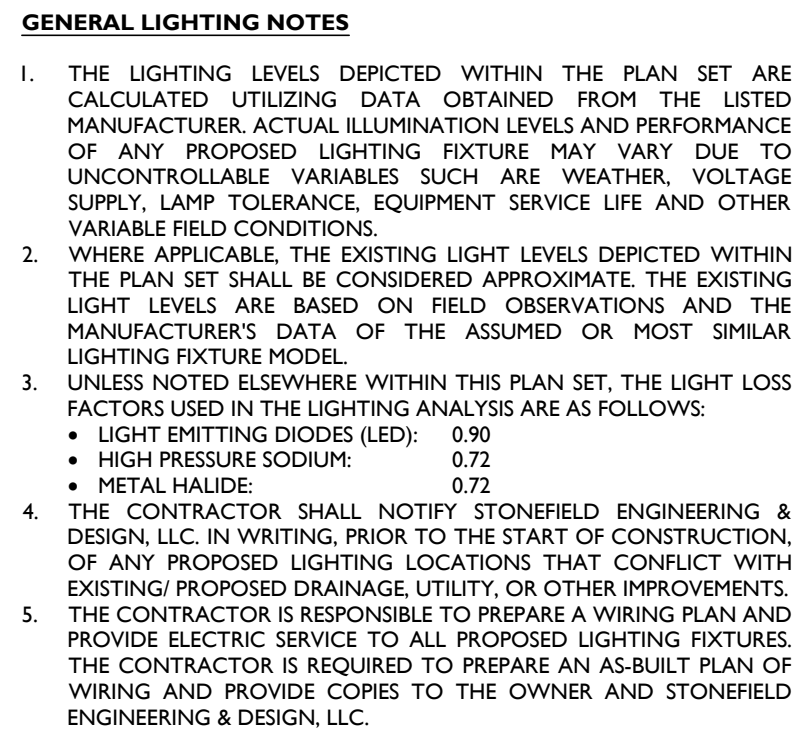 GENERAL LIGHTING NOTES
1. THE LIGHTING LEVELS DEPICTED WITHIN THE PLAN SET ARE
CALCULATED UTILIZING DATA OBTAINED FROM THE LISTED
MANUFACTURER. ACTUAL ILLUMINATION LEVELS AND PERFORMANCE
OF ANY PROPOSED LIGHTING FIXTURE MAY VARY DUE TO
UNCONTROLLABLE VARIABLES SUCH ARE WEATHER, VOLTAGE
SUPPLY, LAMP TOLERANCE, EQUIPMENT SERVICE LIFE AND OTHER
VARIABLE FIELD CONDITIONS.
2. WHERE APPLICABLE, THE EXISTING LIGHT LEVELS DEPICTED WITHIN
THE PLAN SET SHALL BE CONSIDERED APPROXIMATE. THE EXISTING
LIGHT LEVELS ARE BASED ON FIELD OBSERVATIONS AND THE
MANUFACTURER'S DATA OF THE ASSUMED OR MOST SIMILAR
LIGHTING FIXTURE MODEL.
3. UNLESS NOTED ELSEWHERE WITHIN THIS PLAN SET, THE LIGHT LOSS
FACTORS USED IN THE LIGHTING ANALYSIS ARE AS FOLLOWS:
• LIGHT EMITTING DIODES (LED): 0.90
• HIGH PRESSURE SODIUM: 0.72
• METAL HALIDE: 0.72
4. THE CONTRACTOR SHALL NOTIFY STONEFIELD ENGINEERING &
DESIGN, LLC. IN WRITING, PRIOR TO THE START OF CONSTRUCTION,
OF ANY PROPOSED LIGHTING LOCATIONS THAT CONFLICT WITH
EXISTING/ PROPOSED DRAINAGE, UTILITY, OR OTHER IMPROVEMENTS.
5. THE CONTRACTOR IS RESPONSIBLE TO PREPARE A WIRING PLAN AND
PROVIDE ELECTRIC SERVICE TO ALL PROPOSED LIGHTING FIXTURES.
THE CONTRACTOR IS REQUIRED TO PREPARE AN AS-BUILT PLAN OF
WIRING AND PROVIDE COPIES TO THE OWNER AND STONEFIELD
ENGINEERING & DESIGN, LLC.